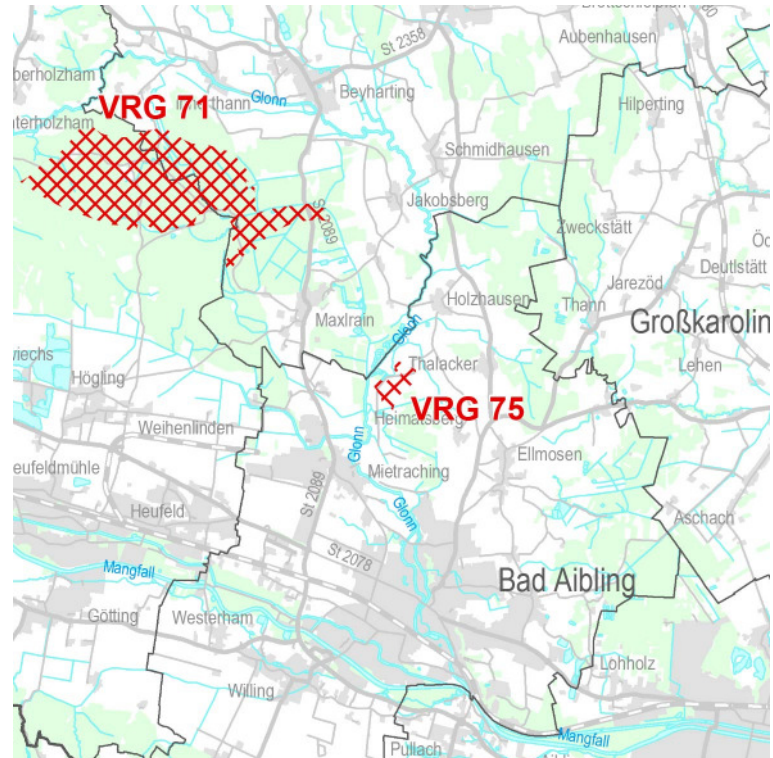 St 2358
Aubenhausen
Glonn
Beyharting
Hilperting
VRG 71
Schmidhausen
Jakobsberg
St 2089
Zweckstätt
Jarezöd
Deutlstätt
Holzhausen
Thann
Maxlrain
Großkarolin
Glonn
Thalacker
Lehen
Högling
VRG 75
Weihenlinden
Heimatsberg
Glonn
Ellmosen
Mietraching
St 2089
Heufeld
Glonn
Aschach
St 2078
Mangfall
Bad Aibling
Götting
Westerham
Lohholz
Willing
Mangfall
Pullach